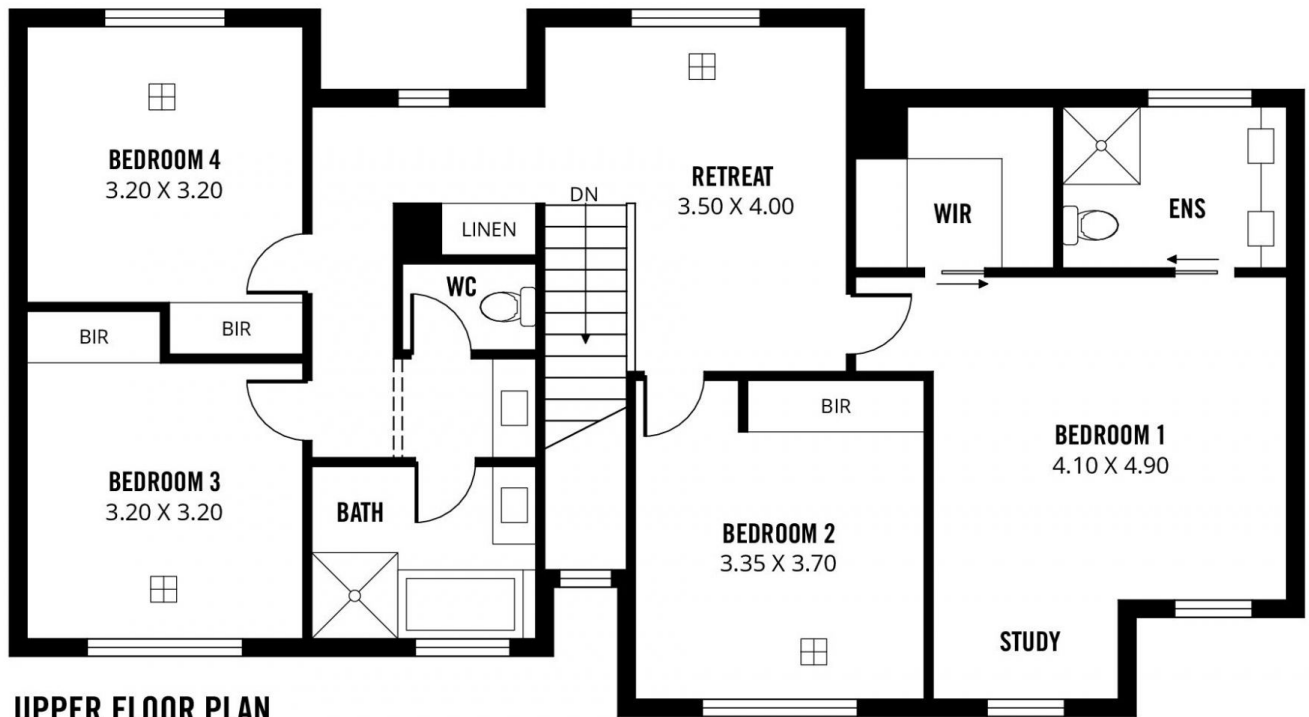 BEDROOM 4
3.20 X 3.20
RETREAT
3.50 X 4.00
DN
LINEN
WIR
ENS
WC
BIR
BIR
BIR
BEDROOM 1
4.10 X 4.90
BEDROOM 3
3.20 X 3.20
BATH
BEDROOM 2
3.35 X 3.70
STUDY
UPPER FLOOR PLAN